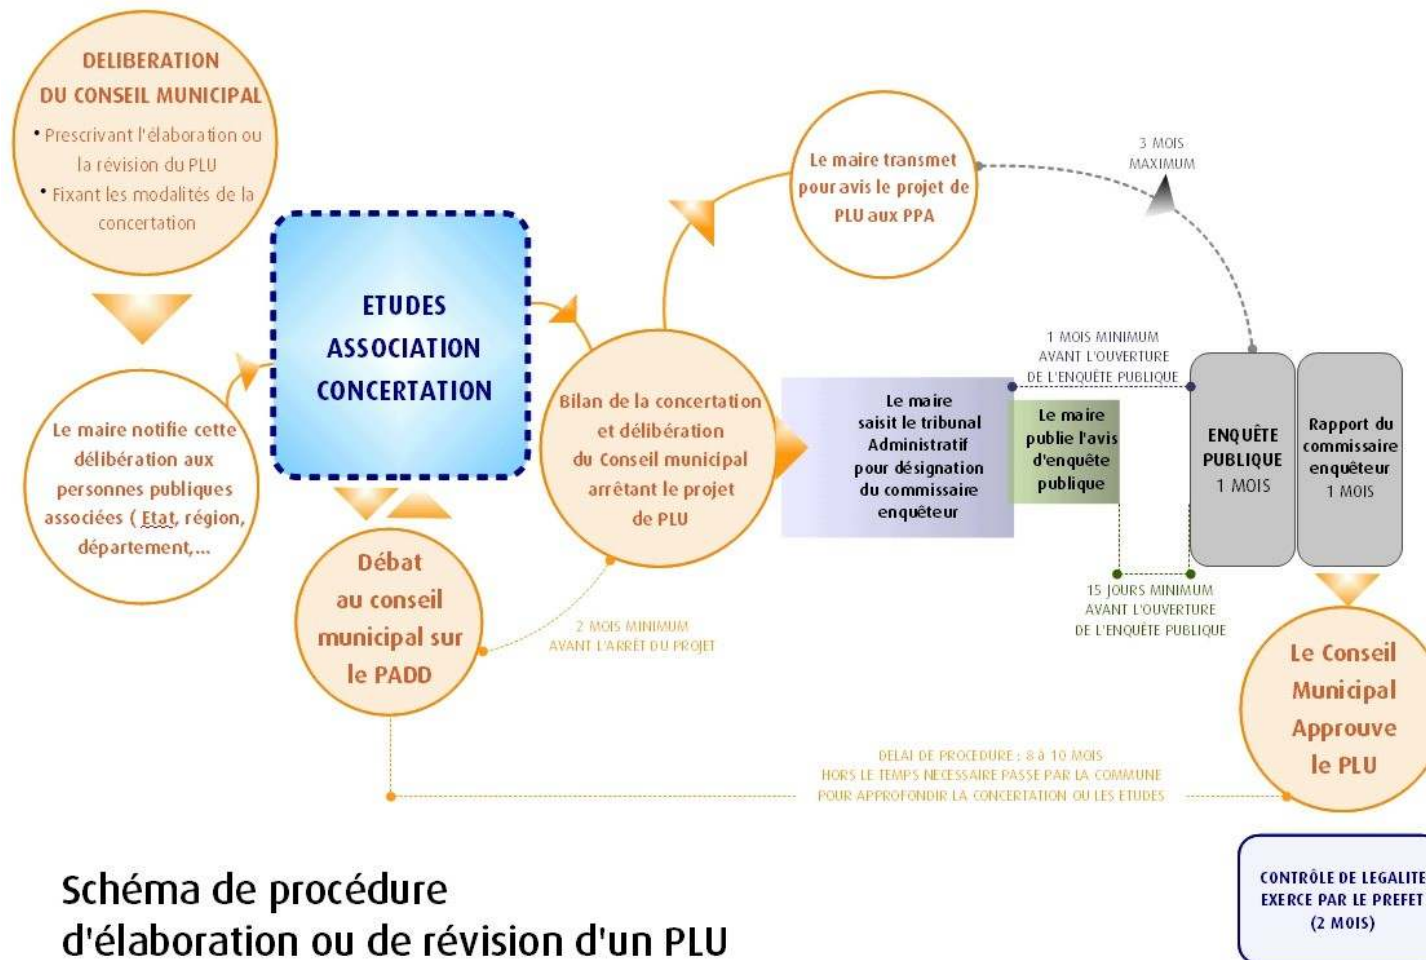 DELIBERATION
DU CONSEIL MUNICIPAL
• Prescrivant l'élaboration ou
la révision du PLU
• Fixant les modalités de la
concertation
Le maire notifie cette
délibération aux
personnes publiques
associées ( Etat, région,
département,...
ETUDES
ASSOCIATION
CONCERTATION
Débat
au conseil
municipal sur
le PADD
2 MOIS MINIMUM
AVANT L'ARRÊT DU PROJET
Bilan de la concertation
et délibération
du Conseil municipal
arrêtant le projet
de PLU
Le maire transmet
pour avis le projet de
PLU aux PPA
3 MOIS
MAXIMUM
Le maire
saisit le tribunal
Administratif
pour désignation
du commissaire
enquêteur
1 MOIS MINIMUM
AVANT L'OUVERTURE
DE L'ENQUÊTE PUBLIQUE
Le maire
publie l'avis
d'enquête
publique
15 JOURS MINIMUM
AVANT L'OUVERTURE
DE L'ENQUÊTE PUBLIQUE
ENQUÊTE
PUBLIQUE
1 MOIS
Rapport du
commissaire
enquêteur
1 MOIS
Le Conseil
Municipal
Approuve
le PLU
DELAI DE PROCEDURE : 8 à 10 MOIS
HORS LE TEMPS NECESSAIRE PASSE PAR LA COMMUNE
POUR APPROFONDIR LA CONCERTATION OU LES ETUDES
CONTRÔLE DE LEGALITE
EXERCE PAR LE PREFET
(2 MOIS)
Schéma de procédure
d'élaboration ou de révision d'un PLU